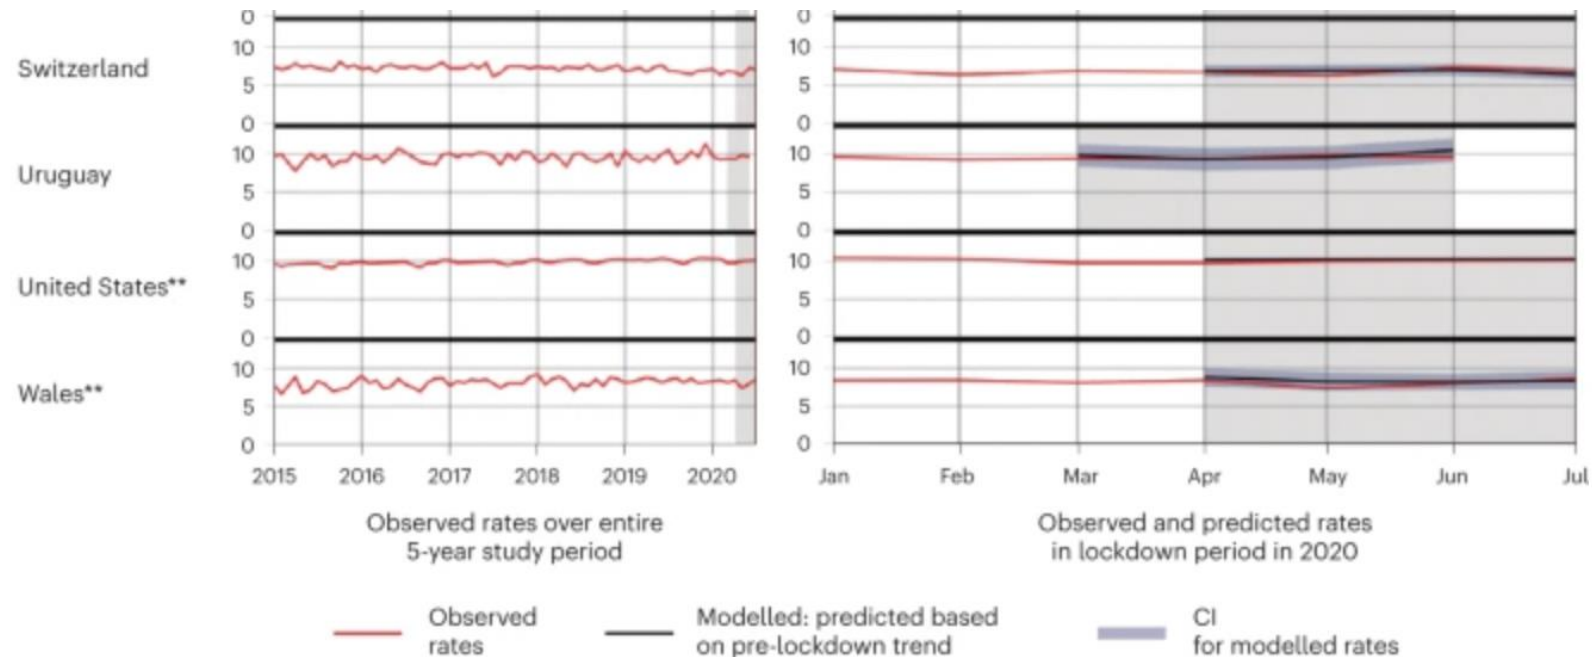 0
0
Switzerland
10
5
0
10
5
0
Uruguay
10
5
0
10
5
0
United States**
10
5
0
10
5
0
Wales**
10
5
0
10
5
0
2015 2016 2017 2018 2019 2020
Jan Feb Mar Apr May Jun Jul
Observed rates over entire
5-year study period
Observed and predicted rates
in lockdown period in 2020
Observed
rates
Modelled: predicted based
on pre-lockdown trend
CI
for modelled rates